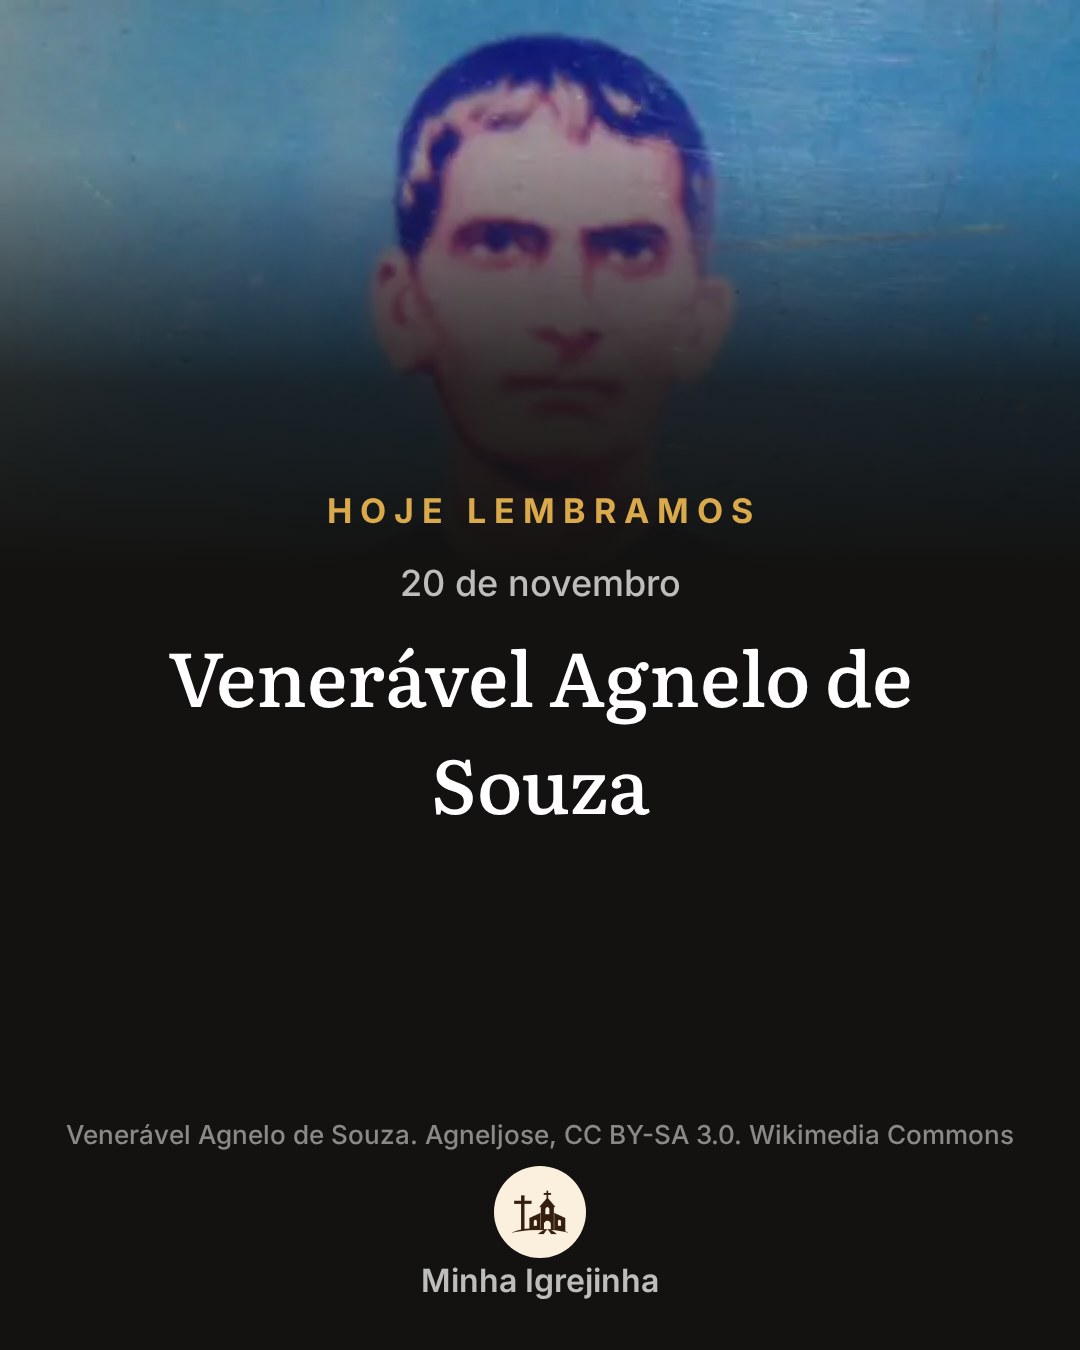 HOJE LEMBRAMOS
20 de novembro
Venerável Agnelo de
Souza
Venerável Agnelo de Souza. Agneljose, CC BY-SA 3.0. Wikimedia Commons
Minha Igrejinha